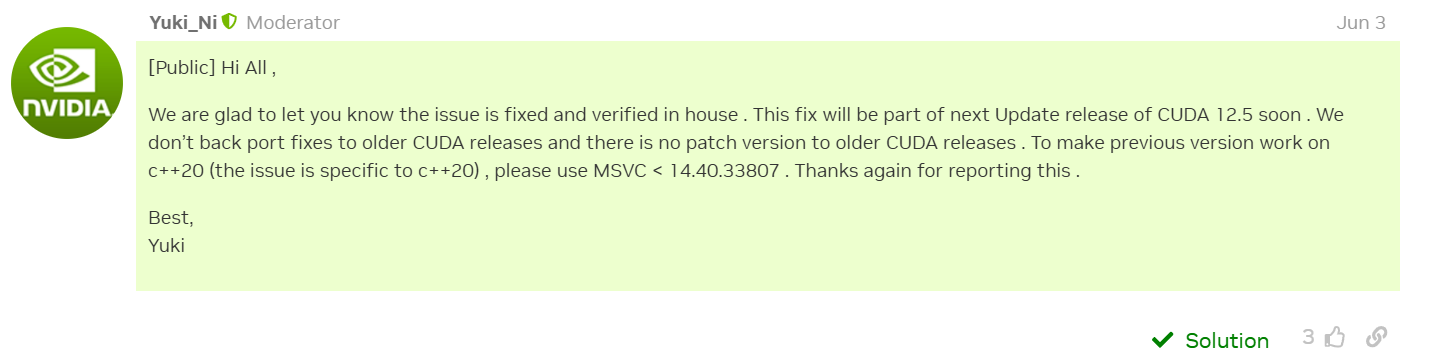 Yuki_Ni Moderator Jun 3
nVIDIA.
[Public] Hi All ,
We are glad to let you know the issue is fixed and verified in house . This fix will be part of next Update release of CUDA 12.5 soon . We
don’t back port fixes to older CUDA releases and there is no patch version to older CUDA releases . To make previous version work on
c++20 (the issue is specific to c++20) , please use MSVC < 14.40.33807 . Thanks again for reporting this .
Best,
Yuki
Solution 3